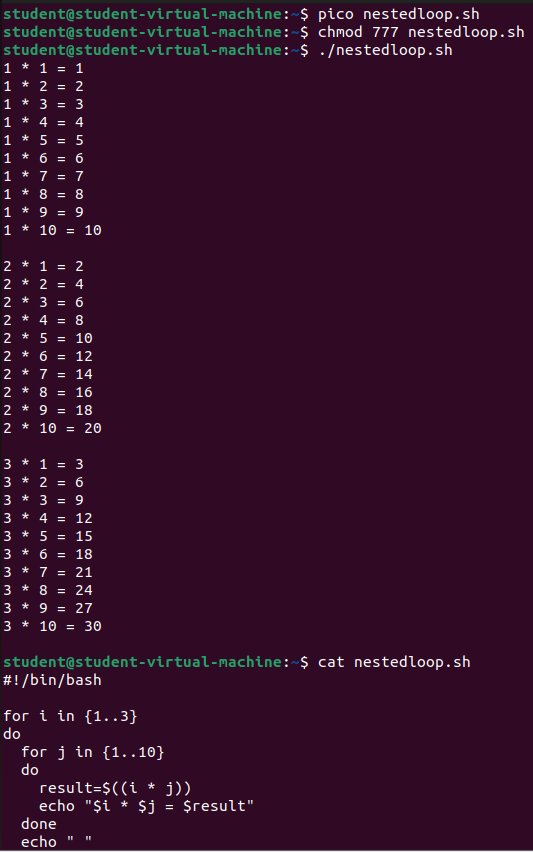 student@student-virtual-machine:~$ pico nestedloop.sh
student@student-virtual-machine:~$ chmod 777 nestedloop.sh
student@student-virtual-machine:~$ ./nestedloop.sh
1 * 1 = 1
1 * 2 = 2
1 * 3 = 3
1 * 4 = 4
1 * 5 = 5
1 * 6 = 6
1 * 7 = 7
1 * 8 = 8
1 * 9 = 9
1 * 10 = 10

2 * 1 = 2
2 * 2 = 4
2 * 3 = 6
2 * 4 = 8
2 * 5 = 10
2 * 6 = 12
2 * 7 = 14
2 * 8 = 16
2 * 9 = 18
2 * 10 = 20

3 * 1 = 3
3 * 2 = 6
3 * 3 = 9
3 * 4 = 12
3 * 5 = 15
3 * 6 = 18
3 * 7 = 21
3 * 8 = 24
3 * 9 = 27
3 * 10 = 30

student@student-virtual-machine:~$ cat nestedloop.sh
#!/bin/bash

for i in {1..3}
do
  for j in {1..10}
  do
    result=$((i * j))
    echo "$i * $j = $result"
  done
  echo " "